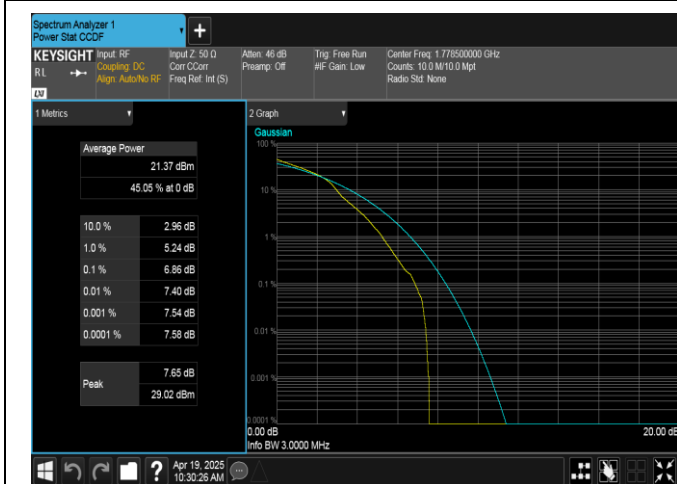 Spectrum Analyzer 1
Power Stat CCDF
+
KEYSIGHT
RL
LXI
Input: RF
Coupling: DC
Align: Auto/No RF
Input Z: 50 Ω
Corr CCorr
Freq Ref: Int (S)
Atten: 46 dB
Preamp: Off
Trig: Free Run
#IF Gain: Low
Center Freq: 1.778500000 GHz
Counts: 10.0 M/10.0 Mpt
Radio Std: None
1 Metrics
Average Power
21.37 dBm
45.05 % at 0 dB
10.0 % 2.96 dB
1.0 % 5.24 dB
0.1 % 6.86 dB
0.01 % 7.40 dB
0.001 % 7.54 dB
0.0001 % 7.58 dB
Peak
7.65 dB
29.02 dBm
2 Graph
Gaussian
100 %
10 %
1 %
0.1 %
0.01 %
0.001 %
0.0001 %
0.00 dB 20.00 dB
Info BW 3.0000 MHz
?
Apr 19, 2025
10:30:26 AM